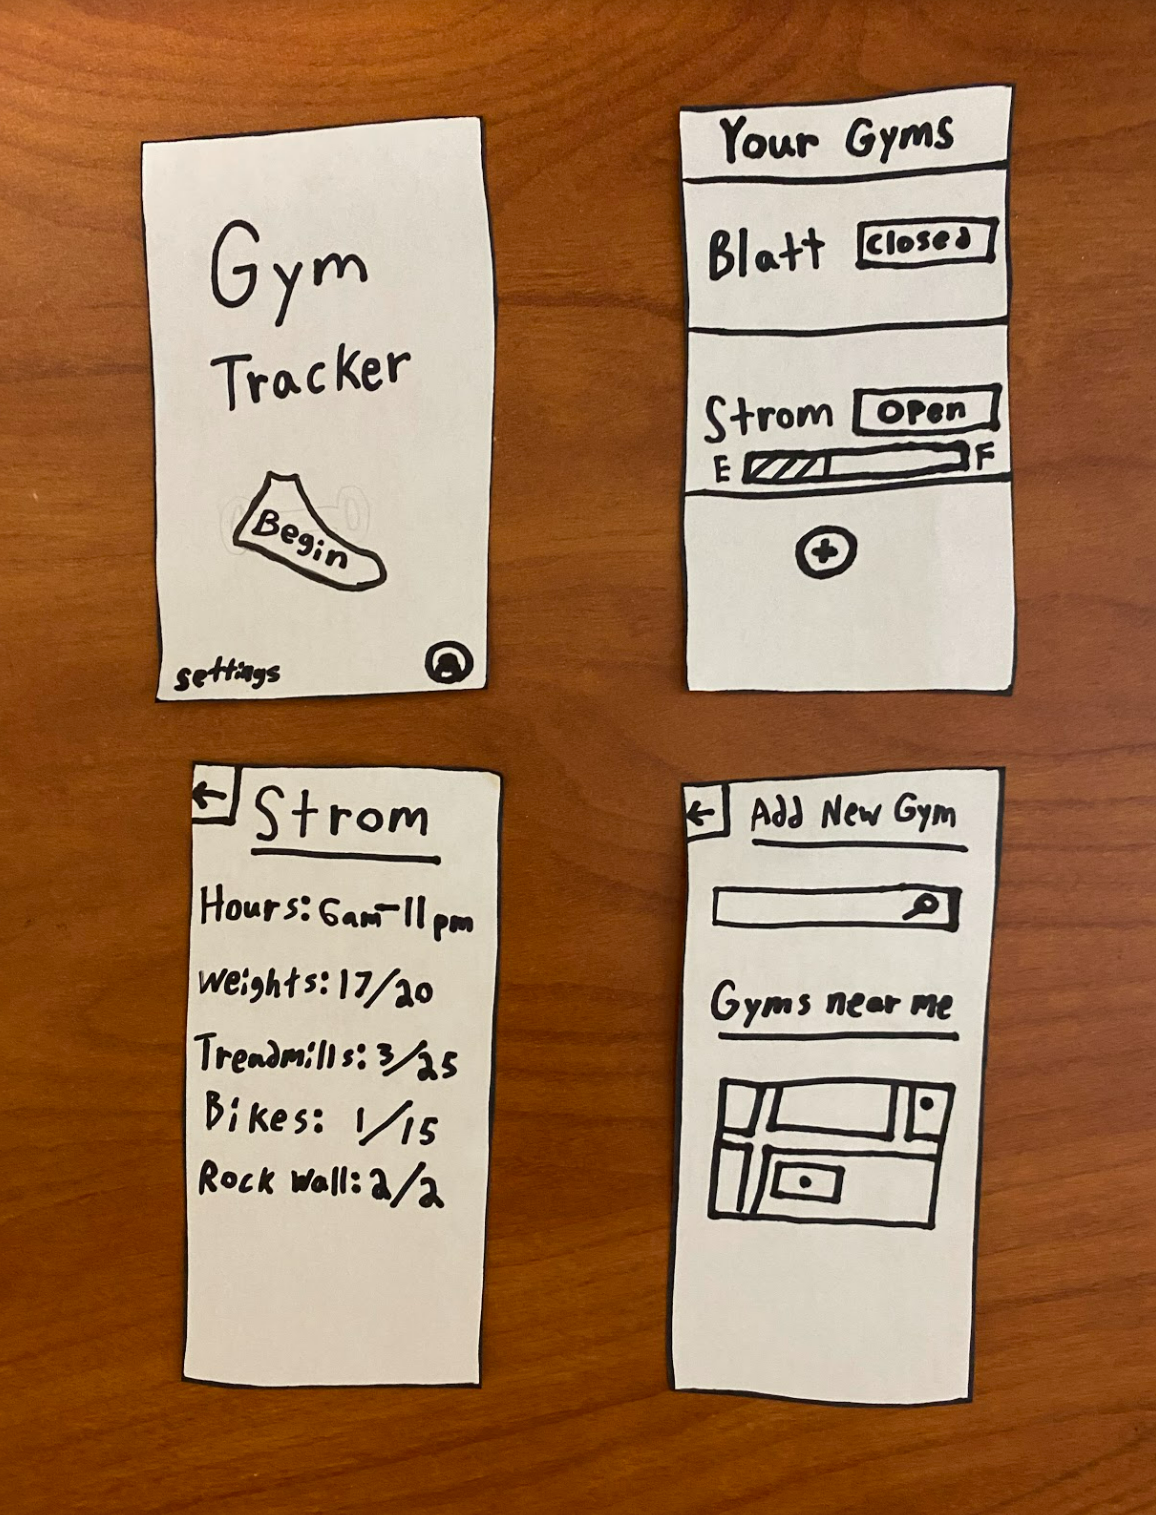 Gym
Tracker
Begin
settings
Your Gyms
Blatt closed
Strom open
E F
Strom
Hours: 6am-11pm
Weights: 17/20
Treadmills: 3/25
Bikes: 1/15
Rock Wall: 2/2
Add New Gym
Gyms near me